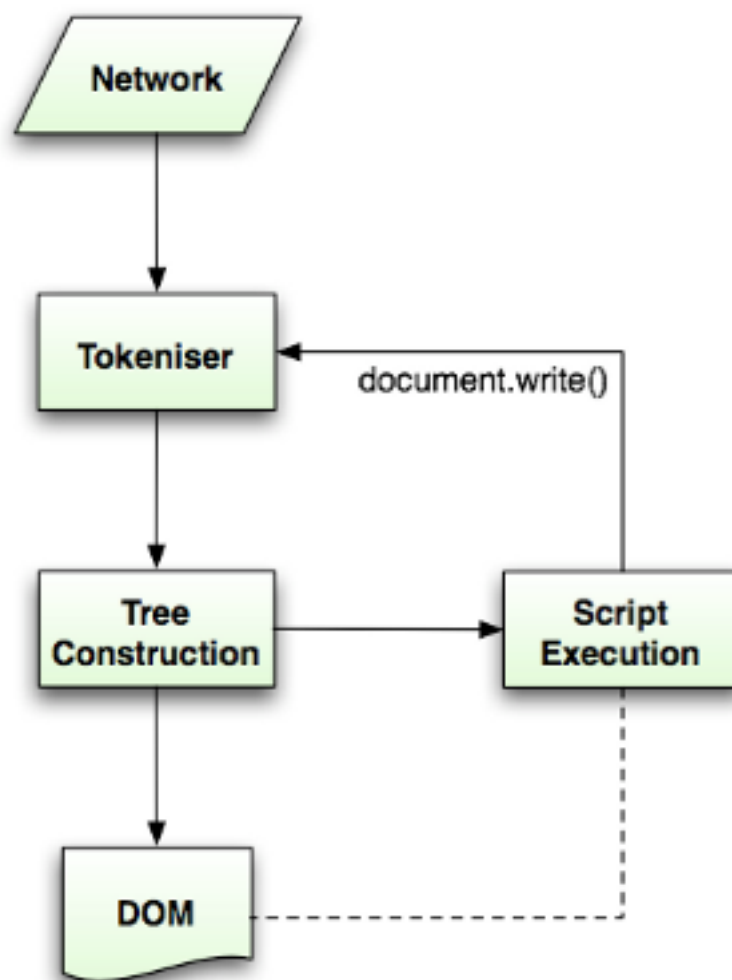 Network
Tokeniser
document.write()
Tree
Construction
Script
Execution
DOM